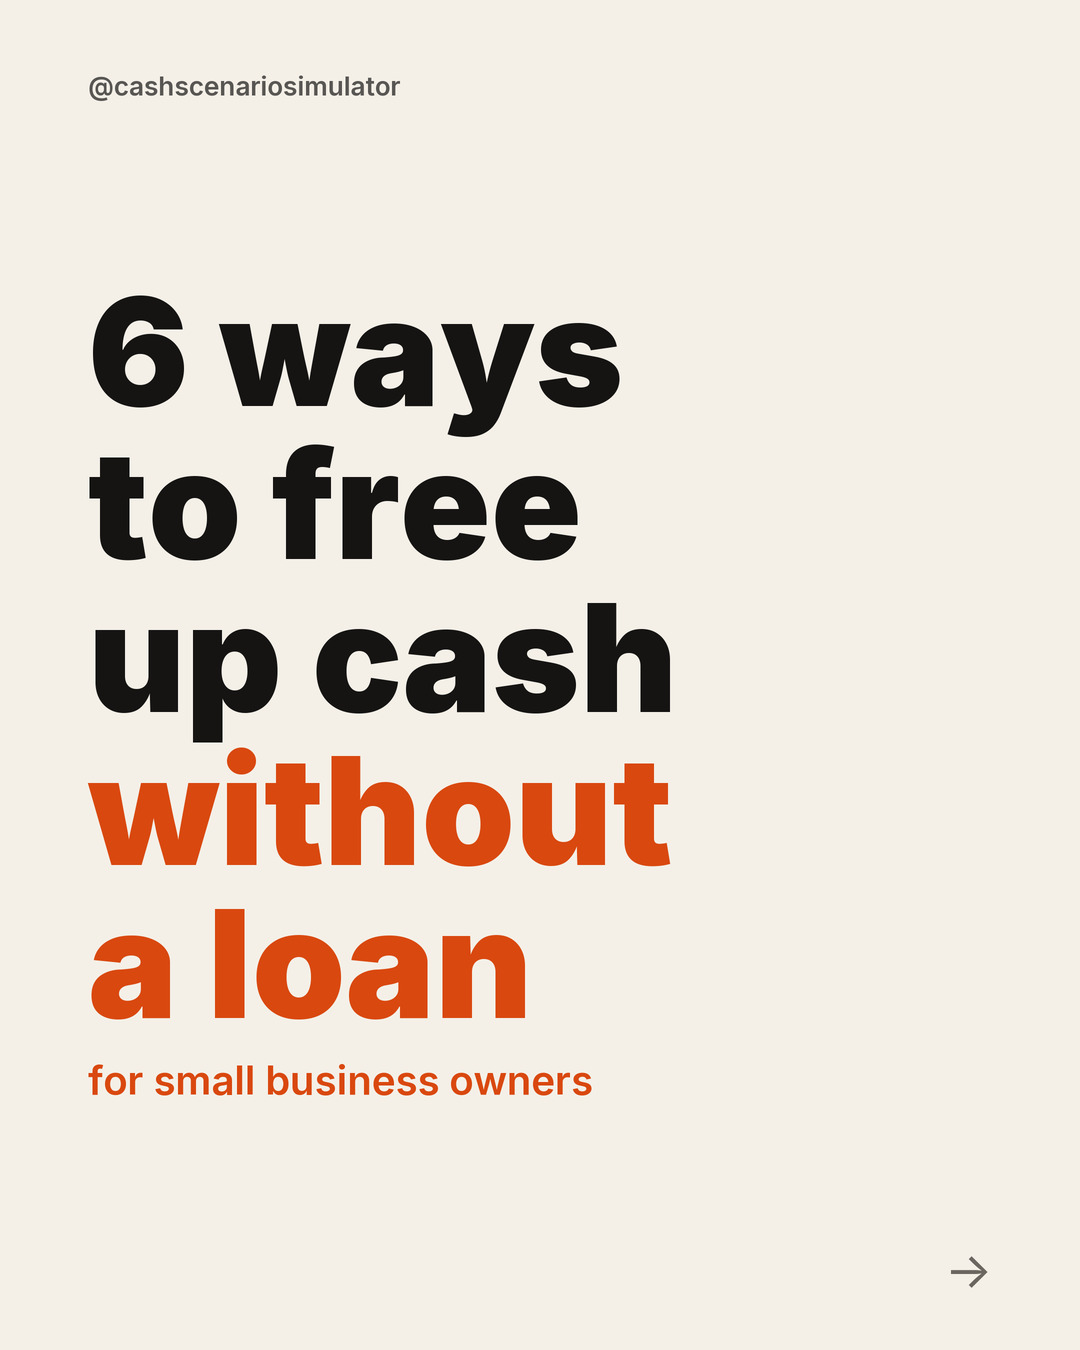 @cashscenariosimulator
6 ways
to free
up cash
without
a loan
for small business owners